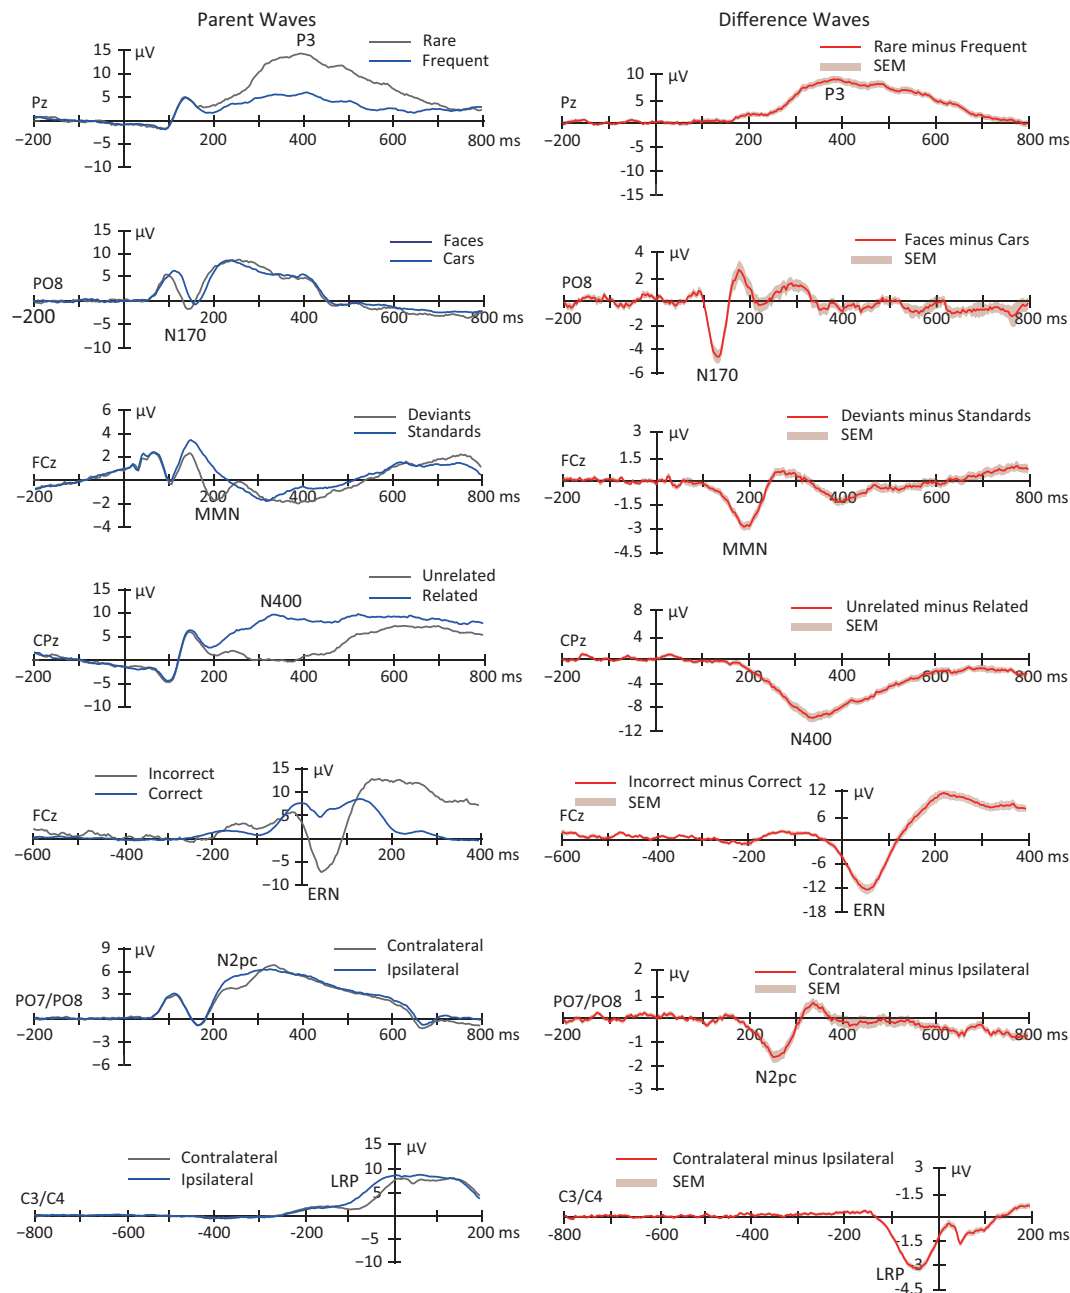 Parent Waves
Difference Waves
P3
Rare
Frequent
µV
15
10
5
−5
−10
Pz
−200
200
400
600
800 ms
Rare minus Frequent
SEM
10
5
-5
-10
-15
Pz
−200
P3
200
400
600
800 ms
µV
15
10
5
−5
−10
Faces
Cars
PO8
−200
N170
200
400
600
800 ms
Faces minus Cars
SEM
µV
4
2
-2
-4
-6
PO8
−200
200
400
600
800 ms
N170
µV
6
4
2
−2
−4
Deviants
Standards
FCz
−200
200
400
600
800 ms
MMN
Deviants minus Standards
SEM
µV
3
1.5
-1.5
-3
-4.5
FCz
−200
200
400
600
800 ms
MMN
µV
15
10
5
−5
−10
Unrelated
Related
N400
CPz
−200
200
400
600
800 ms
Unrelated minus Related
SEM
µV
8
4
-4
-8
-12
CPz
−200
200
400
600
800 ms
N400
Incorrect
Correct
15
10
5
−5
−10
µV
FCz
−600
−400
−200
200
400 ms
ERN
Incorrect minus Correct
SEM
12
6
-6
-12
-18
µV
FCz
−600
−400
−200
200
400 ms
ERN
9
6
3
−3
−6
µV
N2pc
Contralateral
Ipsilateral
PO7/PO8
−200
200
400
600
800 ms
Contralateral minus Ipsilateral
SEM
2
1
-1
-2
-3
µV
PO7/PO8
−200
200
400
600
800 ms
N2pc
Contralateral
Ipsilateral
15
10
5
−5
−10
µV
LRP
C3/C4
−800
−600
−400
−200
200 ms
Contralateral minus Ipsilateral
SEM
3
-1.5
-1.5
-3
-4.5
µV
C3/C4
−800
−600
−400
−200
200 ms
LRP